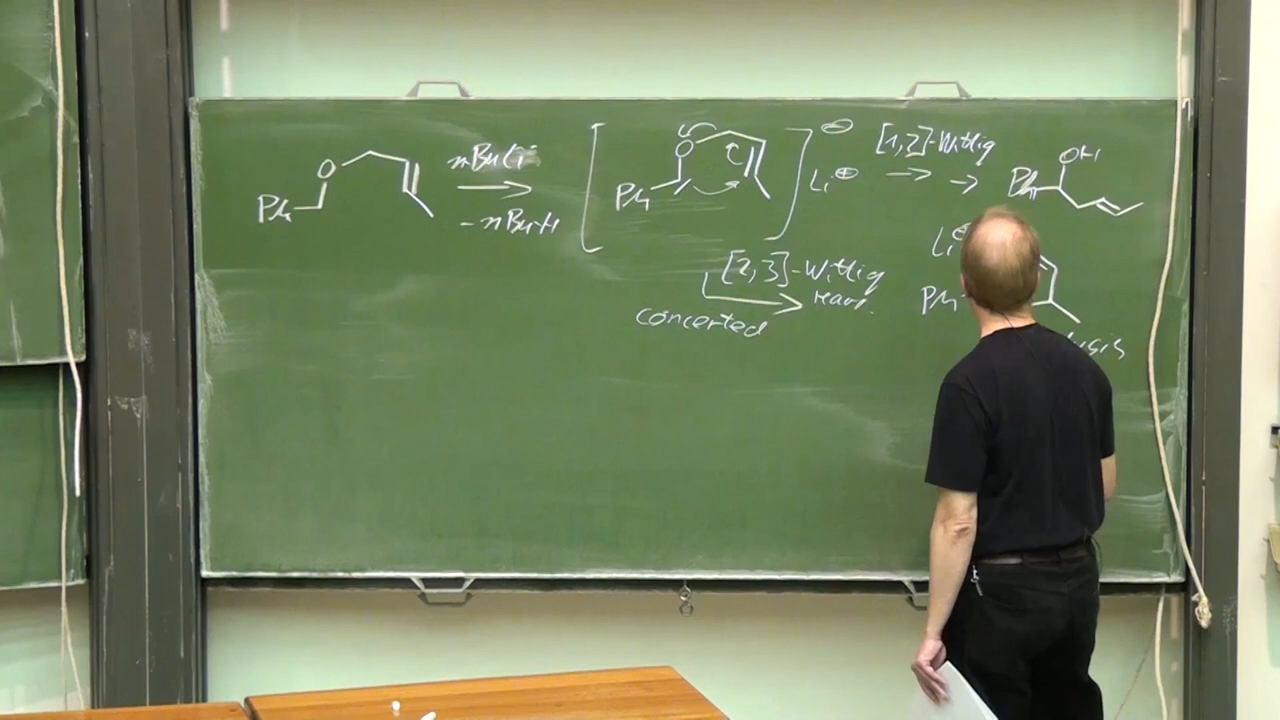 Ph O
nBuLi
-nBuH
Ph O
⊖
Li⊕
[1,2]-Wittig
OH
Ph
[2,3]-Wittig
concerted
Li⊕
Ph